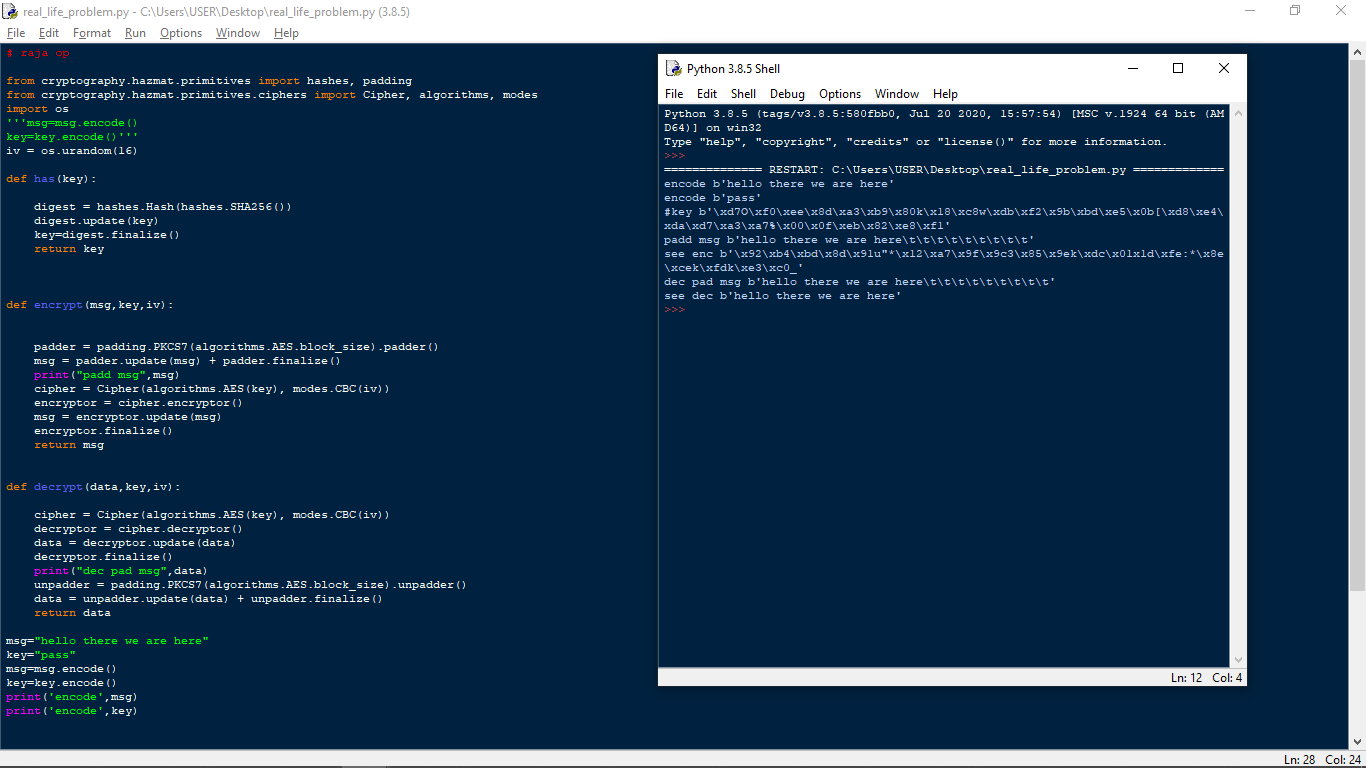 real_life_problem.py - C:\Users\USER\Desktop\real_life_problem.py (3.8.5)
File Edit Format Run Options Window Help
# raja op
from cryptography.hazmat.primitives import hashes, padding
from cryptography.hazmat.primitives.ciphers import Cipher, algorithms, modes
import os
'''msg=msg.encode()
key=key.encode()'''
iv = os.urandom(16)
def has(key):
digest = hashes.Hash(hashes.SHA256())
digest.update(key)
key=digest.finalize()
return key
def encrypt(msg,key,iv):
padder = padding.PKCS7(algorithms.AES.block_size).padder()
msg = padder.update(msg) + padder.finalize()
print("padd msg",msg)
cipher = Cipher(algorithms.AES(key), modes.CBC(iv))
encryptor = cipher.encryptor()
msg = encryptor.update(msg)
encryptor.finalize()
return msg
def decrypt(data,key,iv):
cipher = Cipher(algorithms.AES(key), modes.CBC(iv))
decryptor = cipher.decryptor()
data = decryptor.update(data)
decryptor.finalize()
print("dec pad msg",data)
unpadder = padding.PKCS7(algorithms.AES.block_size).unpadder()
data = unpadder.update(data) + unpadder.finalize()
return data
msg="hello there we are here"
key="pass"
msg=msg.encode()
key=key.encode()
print('encode',msg)
print('encode',key)
Ln: 28 Col: 24
Python 3.8.5 Shell
File Edit Shell Debug Options Window Help
Python 3.8.5 (tags/v3.8.5:580fbb0, Jul 20 2020, 15:57:54) [MSC v.1924 64 bit (AM
D64)] on win32
Type "help", "copyright", "credits" or "license()" for more information.
>>>
============== RESTART: C:\Users\USER\Desktop\real_life_problem.py =============
encode b'hello there we are here'
encode b'pass'
#key b'\xd7O\xf0\xee\x8d\xa3\xb9\x80k\x18\xc8w\xdb\xf2\x9b\xbd\xe5\x0b[\xd8\xe4\
xda\xd7\xa3\xa7%\x00\x0f\xeb\x82\xe8\xf1'
padd msg b'hello there we are here\t\t\t\t\t\t\t\t\t'
see enc b'\x92\xb4\xbd\x8d\x91u"*\x12\xa7\x9f\x9c3\x85\x9ek\xdc\x01x1d\xfe:*\x8e
\xcek\xfdk\xe3\xc0_'
dec pad msg b'hello there we are here\t\t\t\t\t\t\t\t\t'
see dec b'hello there we are here'
>>>
Ln: 12 Col: 4